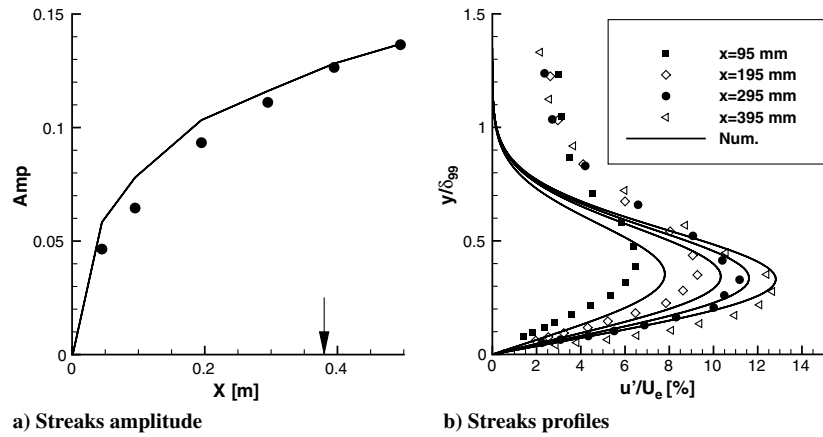 0.15
0.1
0.05
0
Amp
0
0.2
0.4
X [m]
a) Streaks amplitude
1.5
1
0.5
0
y/δ99
x=95 mm
x=195 mm
x=295 mm
x=395 mm
Num.
0 2 4 6 8 10 12 14
u'/Ue [%]
b) Streaks profiles